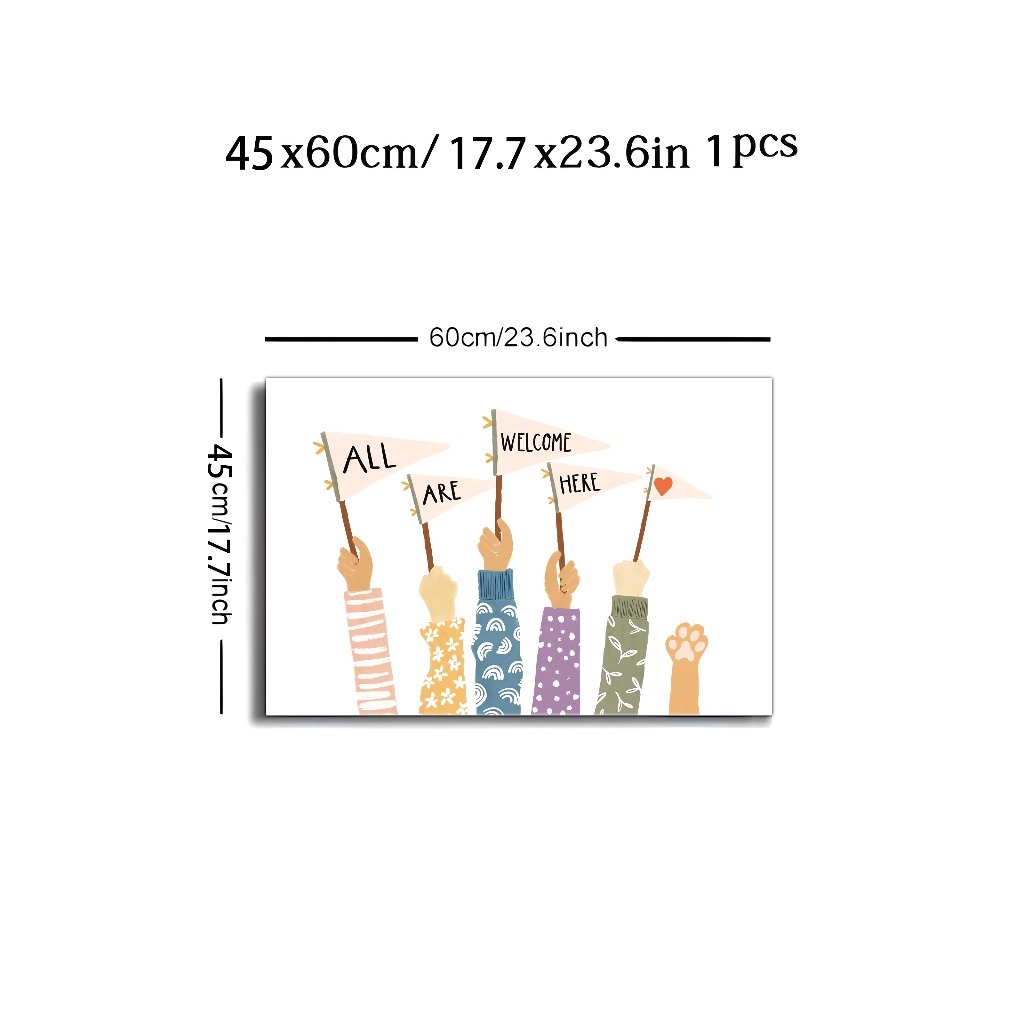 45x60cm/ 17.7x23.6in 1pcs
60cm/23.6inch
45cm/17.7inch
ALL
ARE
WELCOME
HERE